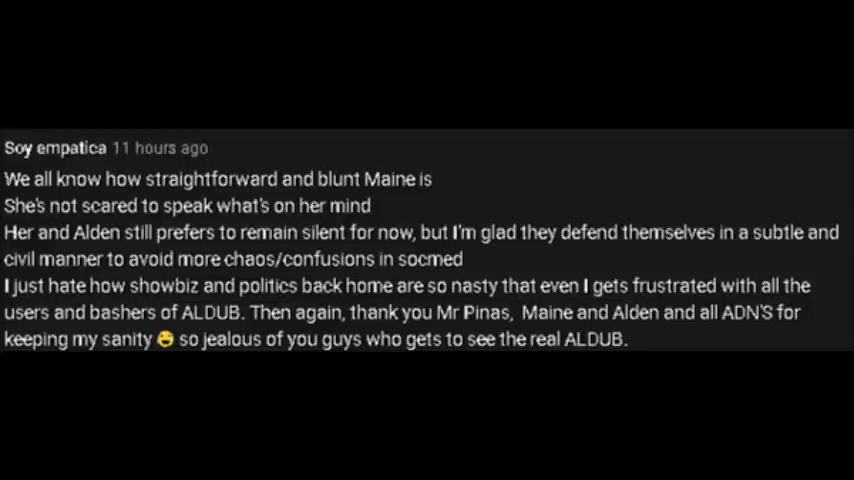 Soy empatica 11 hours ago
We all know how straightforward and blunt Maine is
She's not scared to speak what's on her mind
Her and Alden still prefers to remain silent for now, but I'm glad they defend themselves in a subtle and
civil manner to avoid more chaos/confusions in socmed
I just hate how showbiz and politics back home are so nasty that even I gets frustrated with all the
users and bashers of ALDUB. Then again, thank you Mr Pinas, Maine and Alden and all ADN'S for
keeping my sanity 😄 so jealous of you guys who gets to see the real ALDUB.